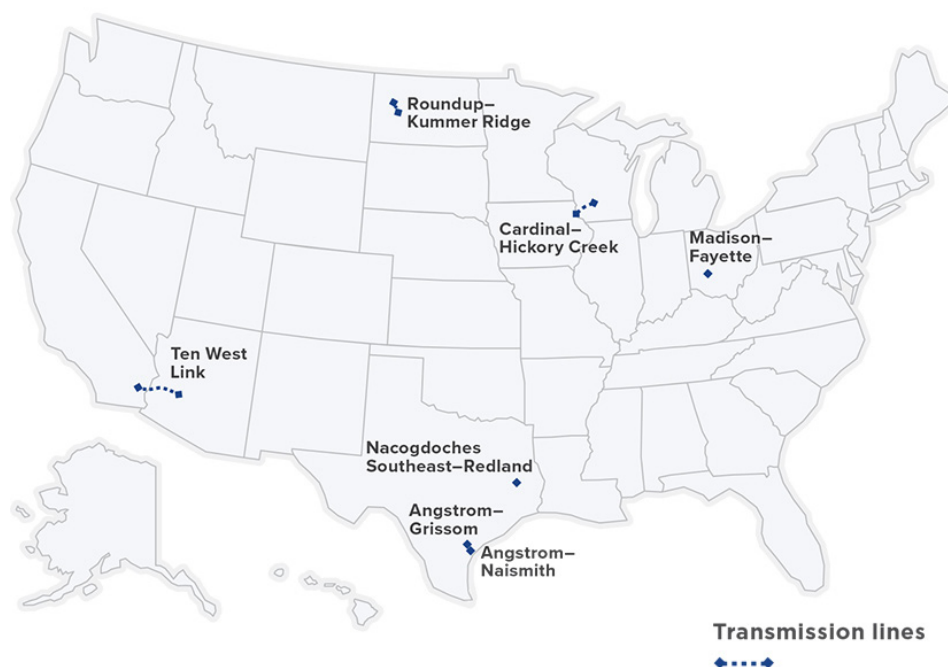 Roundup–
Kummer Ridge
Cardinal–
Hickory Creek
Madison–
Fayette
Ten West
Link
Nacogdoches
Southeast–Redland
Angstrom–
Grissom
Angstrom–
Naismith
Transmission lines